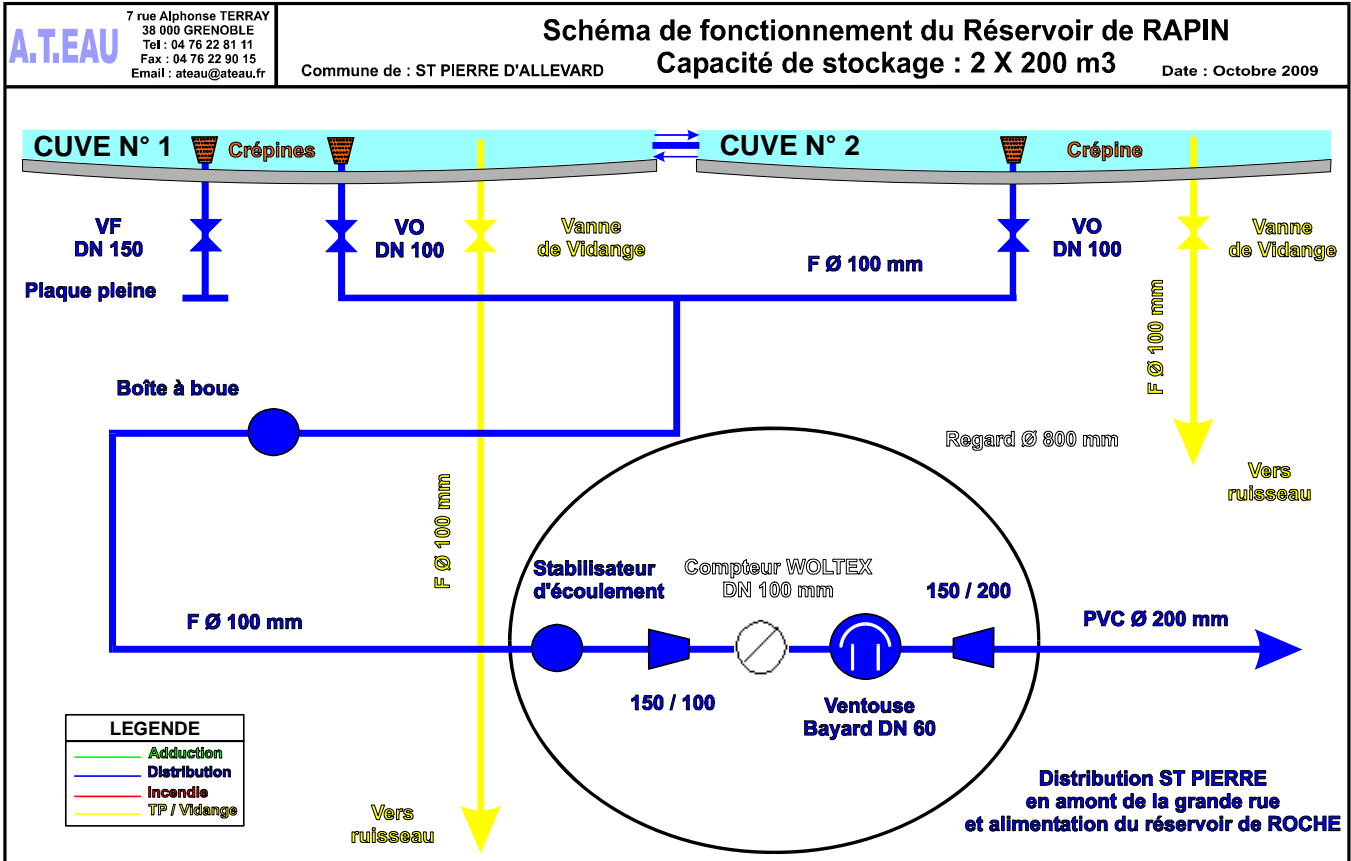 A.T.EAU
7 rue Alphonse TERRAY
38 000 GRENOBLE
Tel : 04 76 22 81 11
Fax : 04 76 22 90 15
Email : ateau@ateau.fr
Commune de : ST PIERRE D'ALLEVARD
Schéma de fonctionnement du Réservoir de RAPIN
Capacité de stockage : 2 X 200 m3
Date : Octobre 2009
CUVE N° 1
Crépines
CUVE N° 2
Crépine
VF
DN 150
VO
DN 100
Vanne
de Vidange
F Ø 100 mm
VO
DN 100
Vanne
de Vidange
Plaque pleine
F Ø 100 mm
Boîte à boue
Regard Ø 800 mm
Vers
ruisseau
F Ø 100 mm
Stabilisateur
d'écoulement
Compteur WOLTEX
DN 100 mm
150 / 200
F Ø 100 mm
PVC Ø 200 mm
150 / 100
Ventouse
Bayard DN 60
LEGENDE
Adduction
Distribution
Incendie
TP / Vidange
Vers
ruisseau
Distribution ST PIERRE
en amont de la grande rue
et alimentation du réservoir de ROCHE